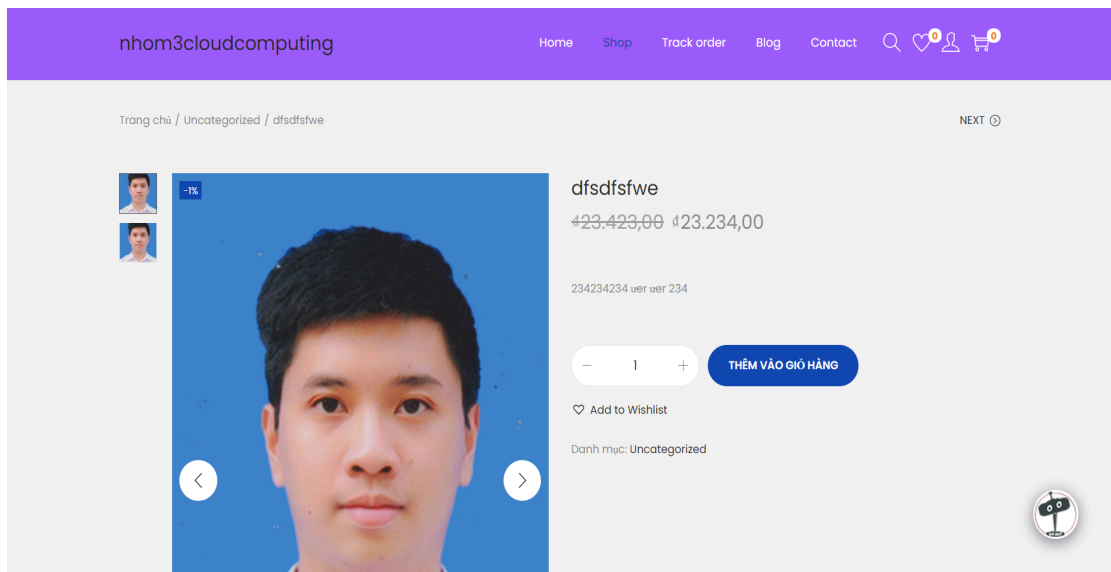 nhom3cloudcomputing
Home Shop Track order Blog Contact 0 0
Trang chủ / Uncategorized / dfsdfsfwe
NEXT
-1%
dfsdfsfwe
₫23.423,00 ₫23.234,00
234234234 ưer ưer 234
− 1 + THÊM VÀO GIỎ HÀNG
Add to Wishlist
Danh mục: Uncategorized